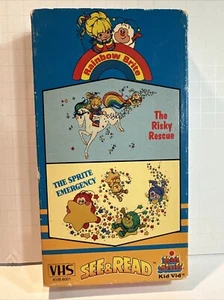 Rainbow Brite
The Risky
Rescue
THE SPRITE
EMERGENCY
VHS
SEE & READ
Kid Vid